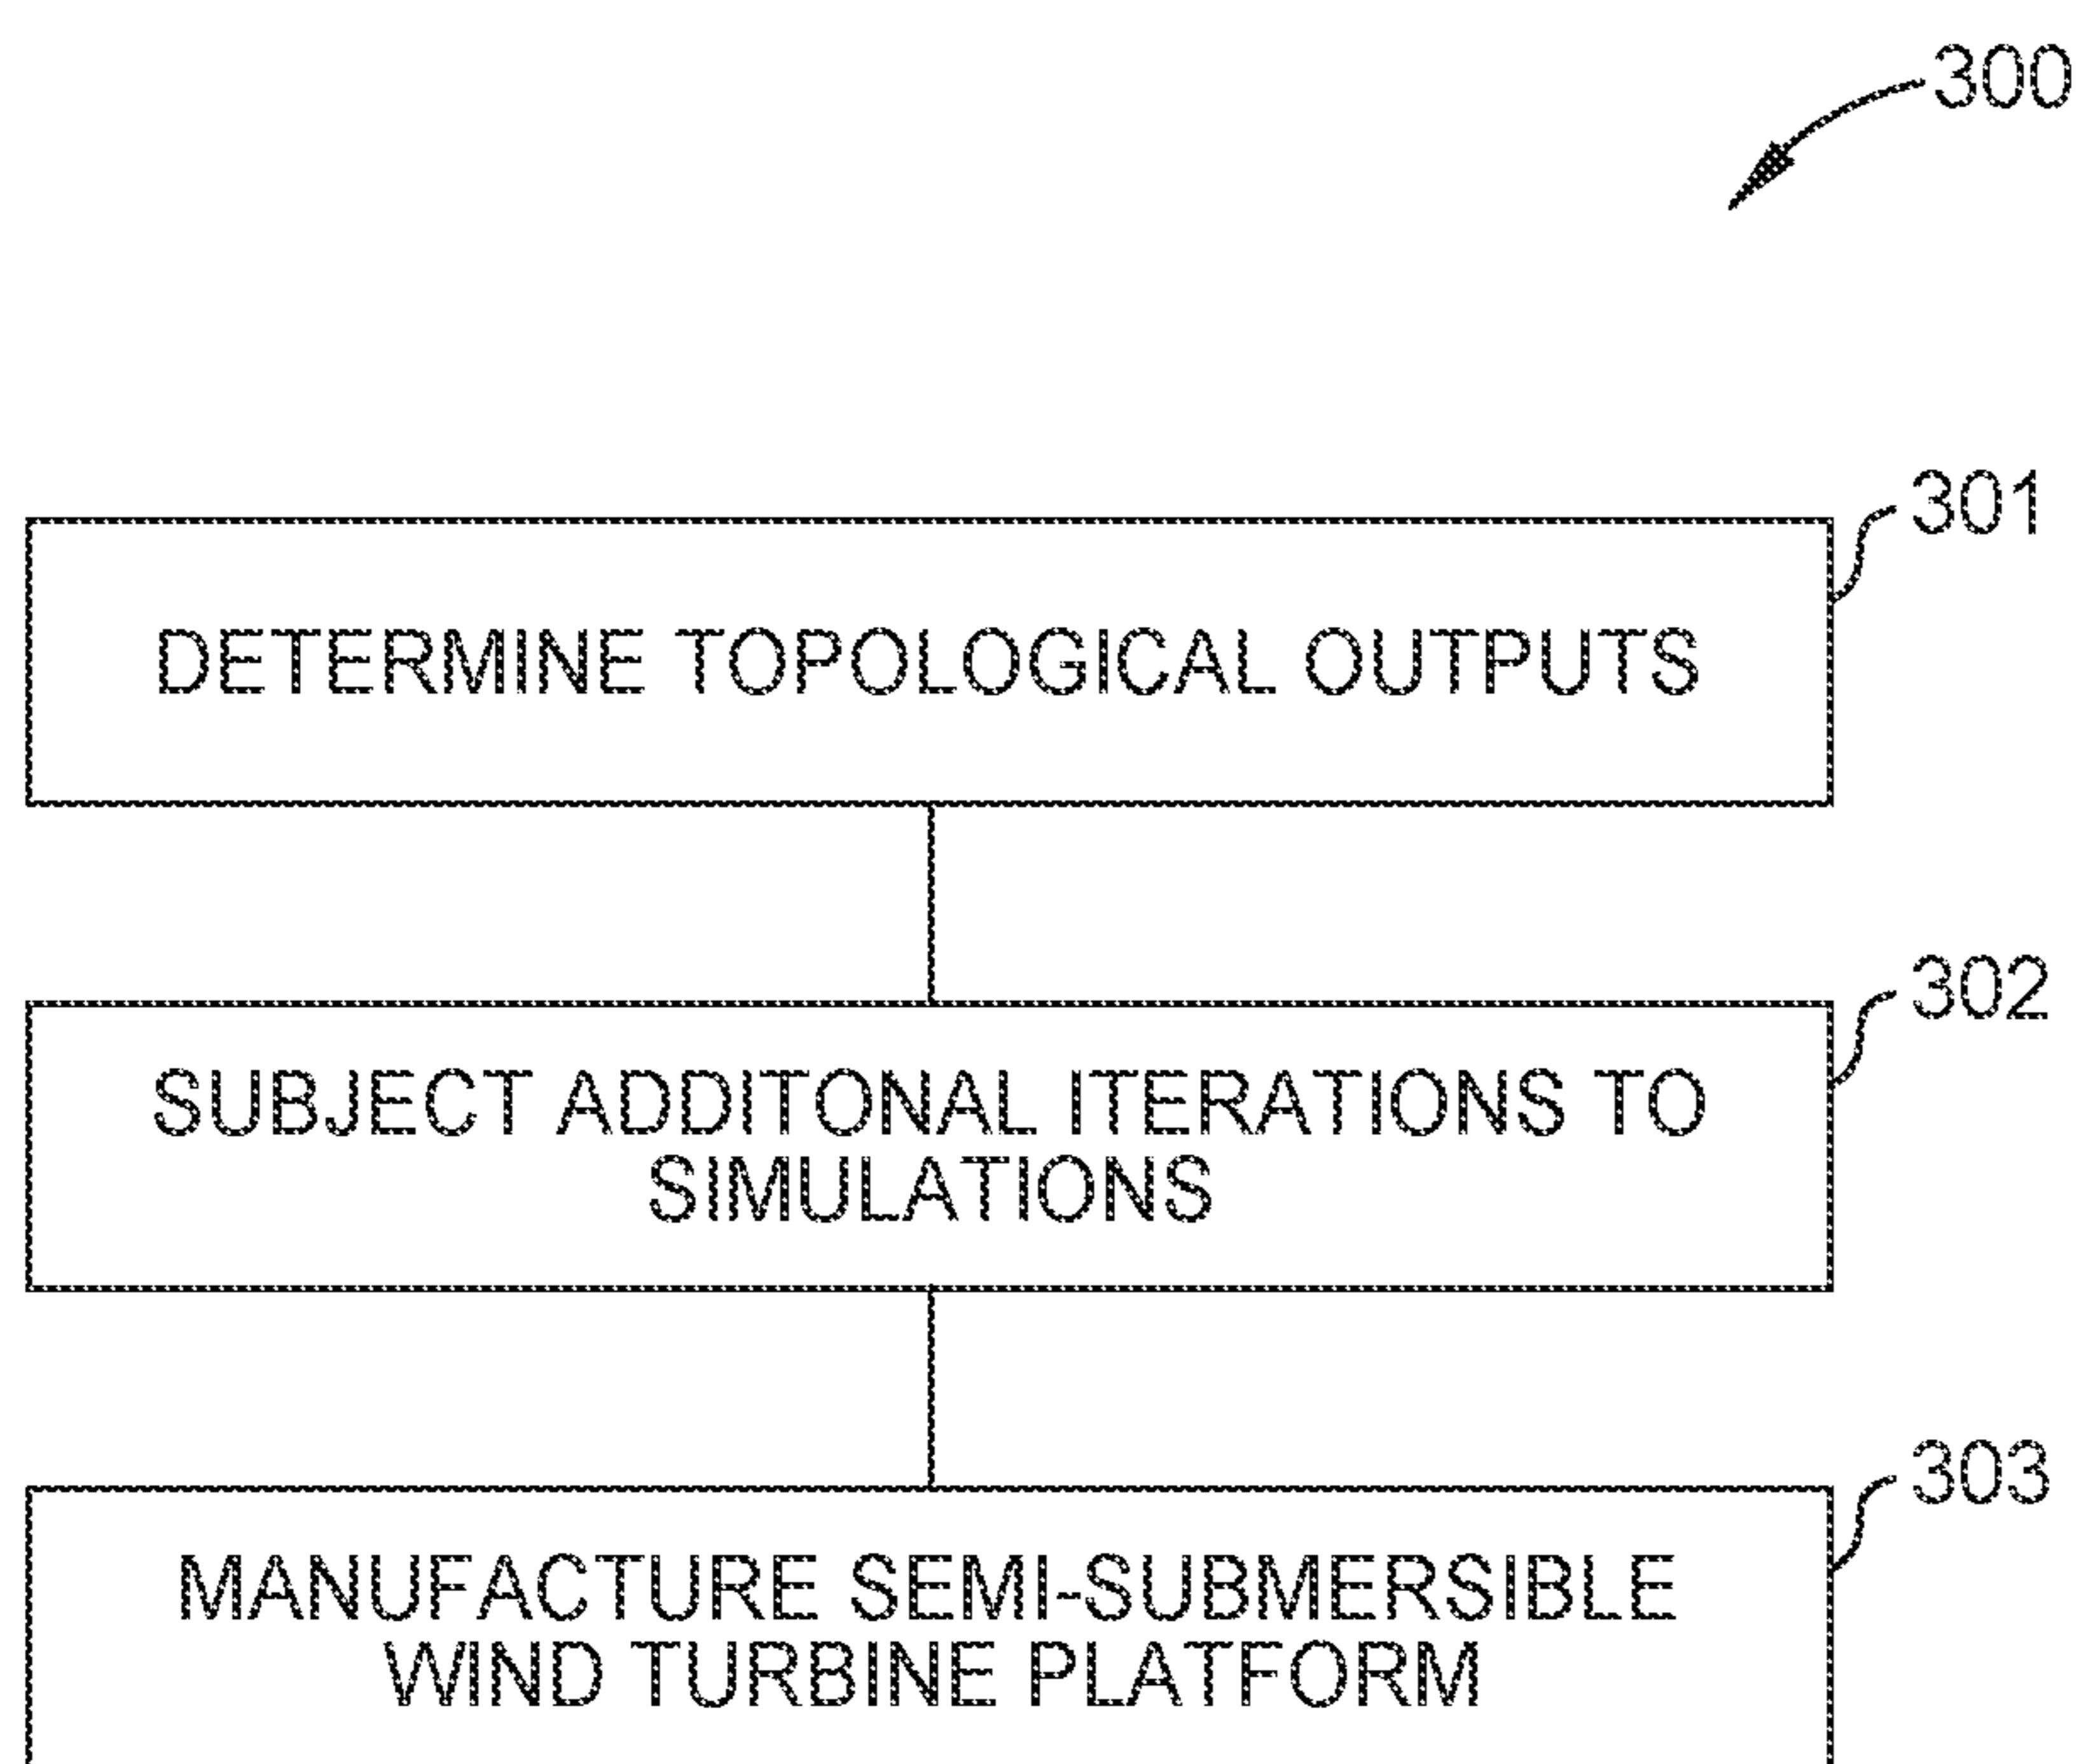 300
301
DETERMINE TOPOLOGICAL OUTPUTS
302
SUBJECT ADDITONAL ITERATIONS TO
SIMULATIONS
303
MANUFACTURE SEMI-SUBMERSIBLE
WIND TURBINE PLATFORM